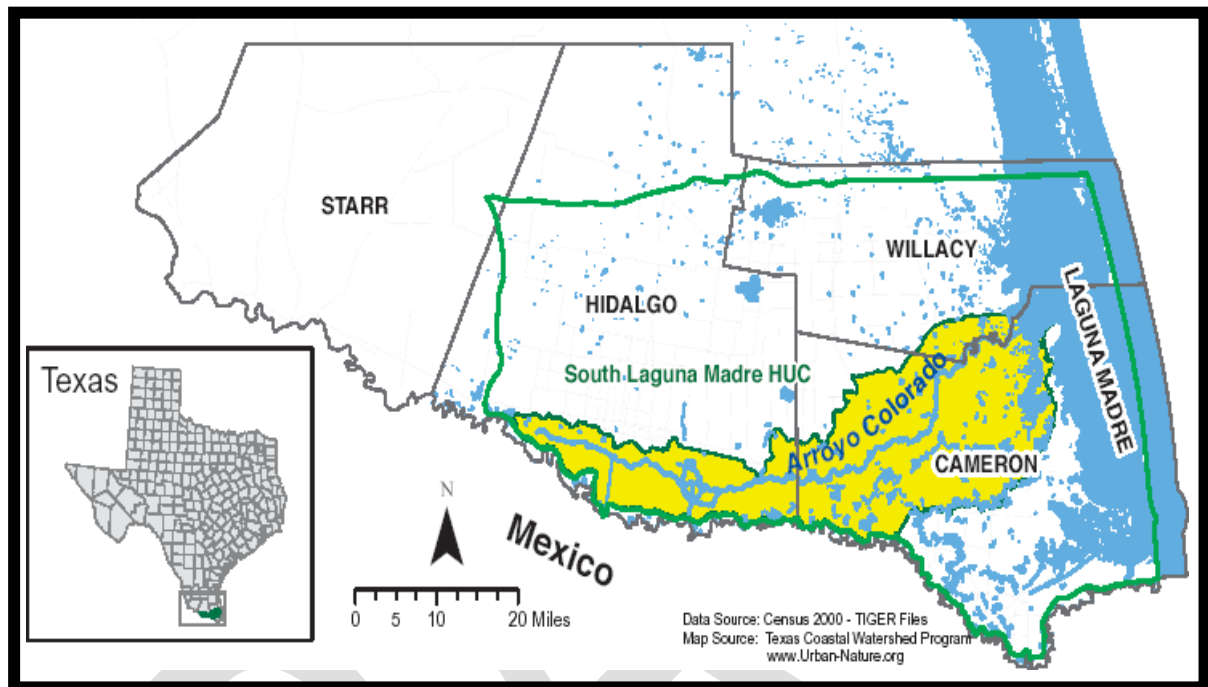 STARR
WILLACY
HIDALGO
LAGUNA MADRE
South Laguna Madre HUC
Arroyo Colorado
CAMERON
Texas
N
Mexico
0 5 10 20 Miles
Data Source: Census 2000 - TIGER Files
Map Source: Texas Coastal Watershed Program
www.Urban-Nature.org